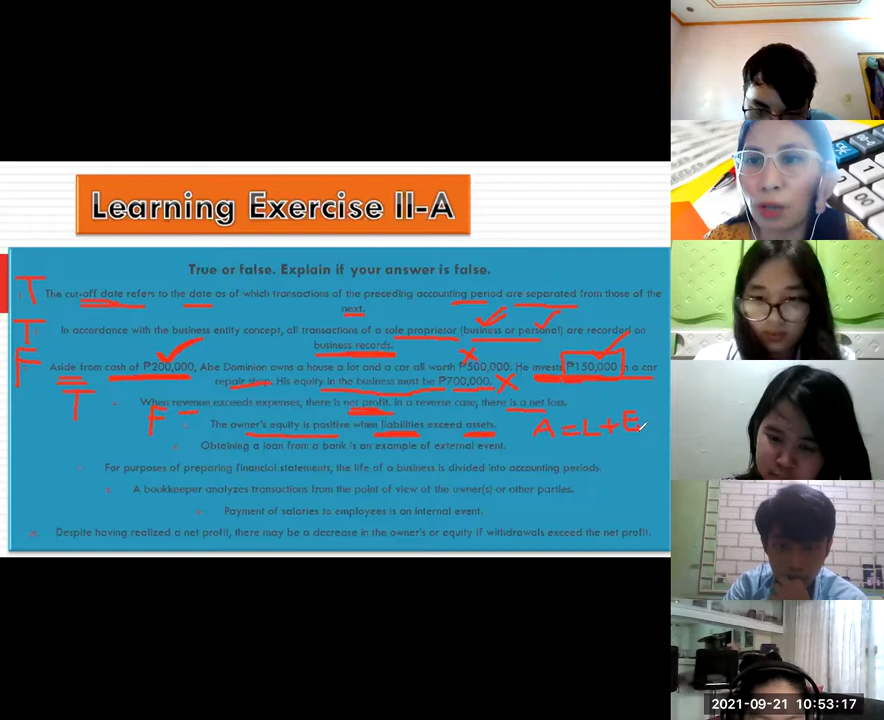 Learning Exercise II-A
True or false. Explain if your answer is false.
T The cut-off date refers to the date as of which transactions of the preceding accounting period are separated from those of the
next.
T In accordance with the business entity concept, all transactions of a sole proprietor (business or personal) are recorded on
business records.
F Aside from cash of ₱200,000, Abe Dominion owns a house a lot and a car all worth ₱500,000. He invests ₱150,000 in a car
repair shop. His equity in the business must be ₱700,000.
T When revenue exceeds expenses, there is net profit. In a reverse case, there is a net loss.
F The owner's equity is positive when liabilities exceed assets. A = L + E
Obtaining a loan from a bank is an example of external event.
For purposes of preparing financial statements, the life of a business is divided into accounting periods.
A bookkeeper analyzes transactions from the point of view of the owner(s) or other parties.
Payment of salaries to employees is an internal event.
Despite having realized a net profit, there may be a decrease in the owner's or equity if withdrawals exceed the net profit.
2021-09-21 10:53:17